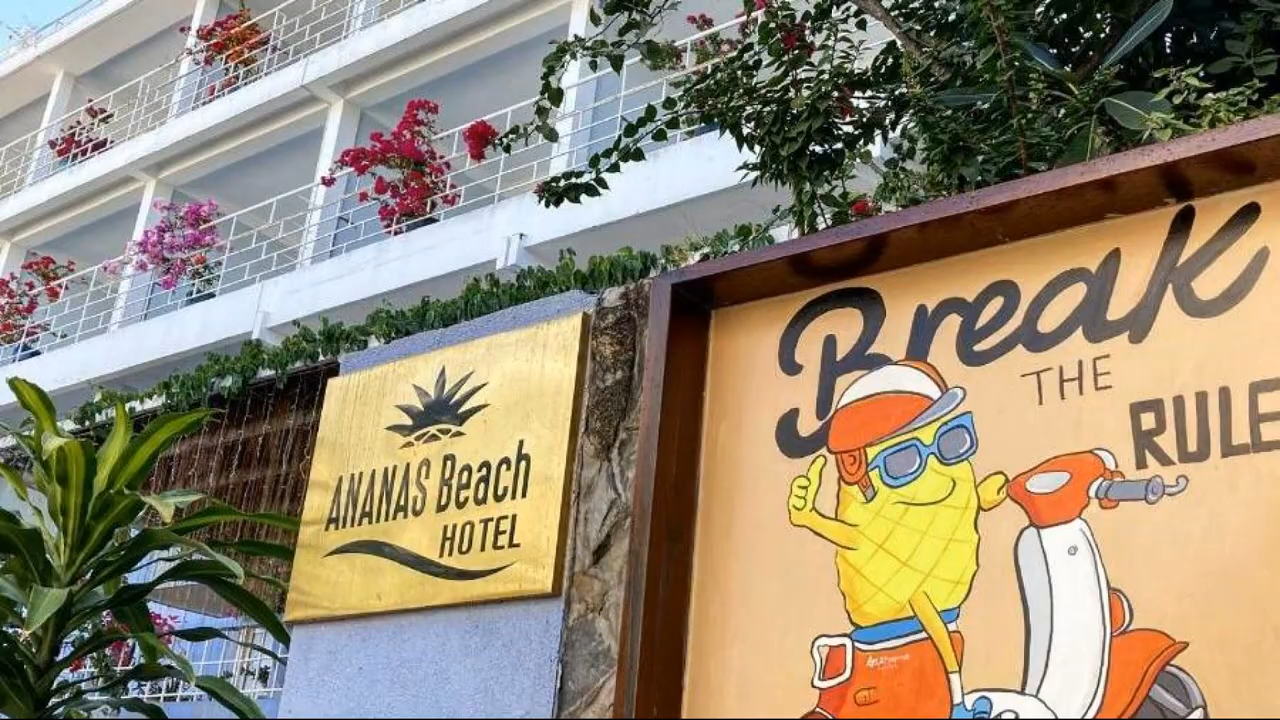 ANANAS Beach
HOTEL
Break
THE
RULE